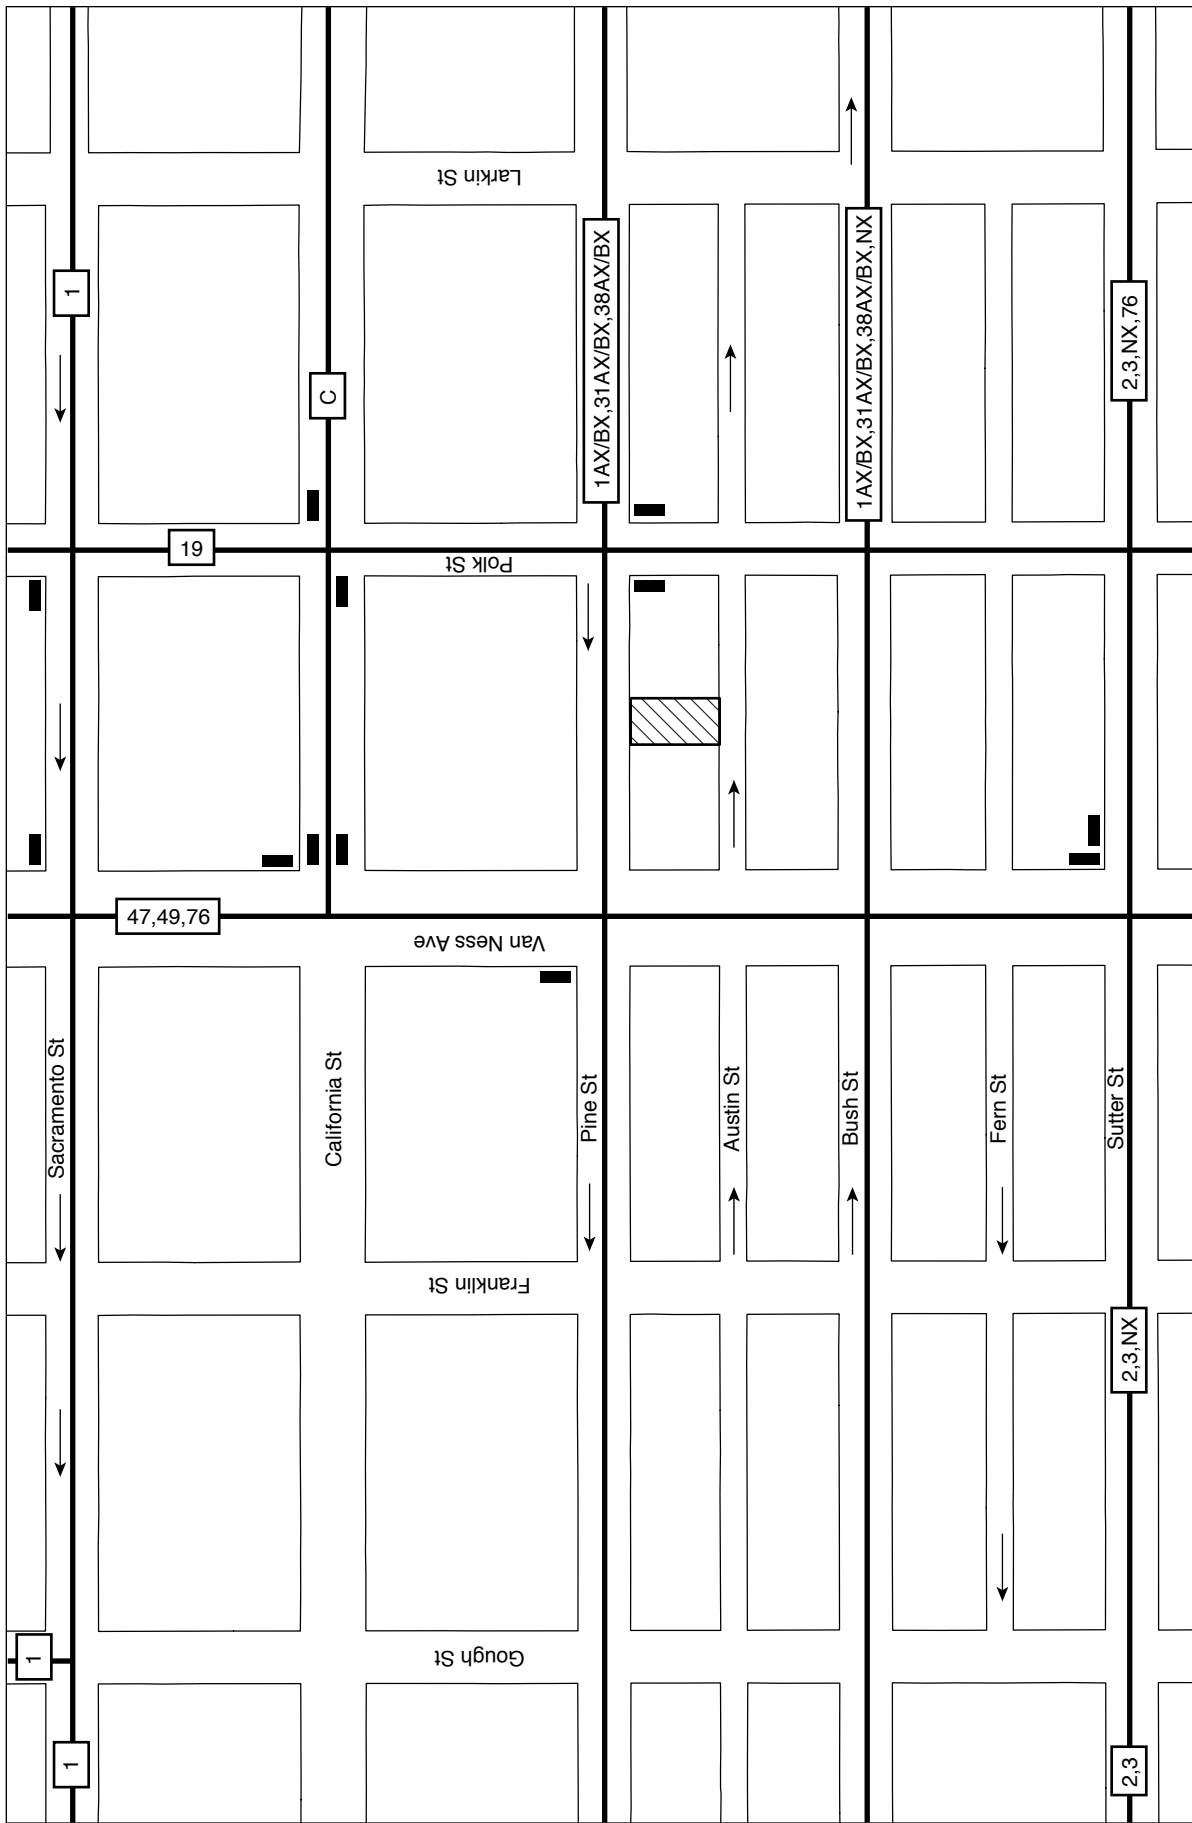 Larkin St
1
1AX/BX,31AX/BX,38AX/BX
1AX/BX,31AX/BX,38AX/BX,NX
2,3,NX,76
C
19
Polk St
47,49,76
Van Ness Ave
Sacramento St
California St
Pine St
Austin St
Bush St
Fern St
Sutter St
Franklin St
2,3,NX
Gough St
1
1
2,3